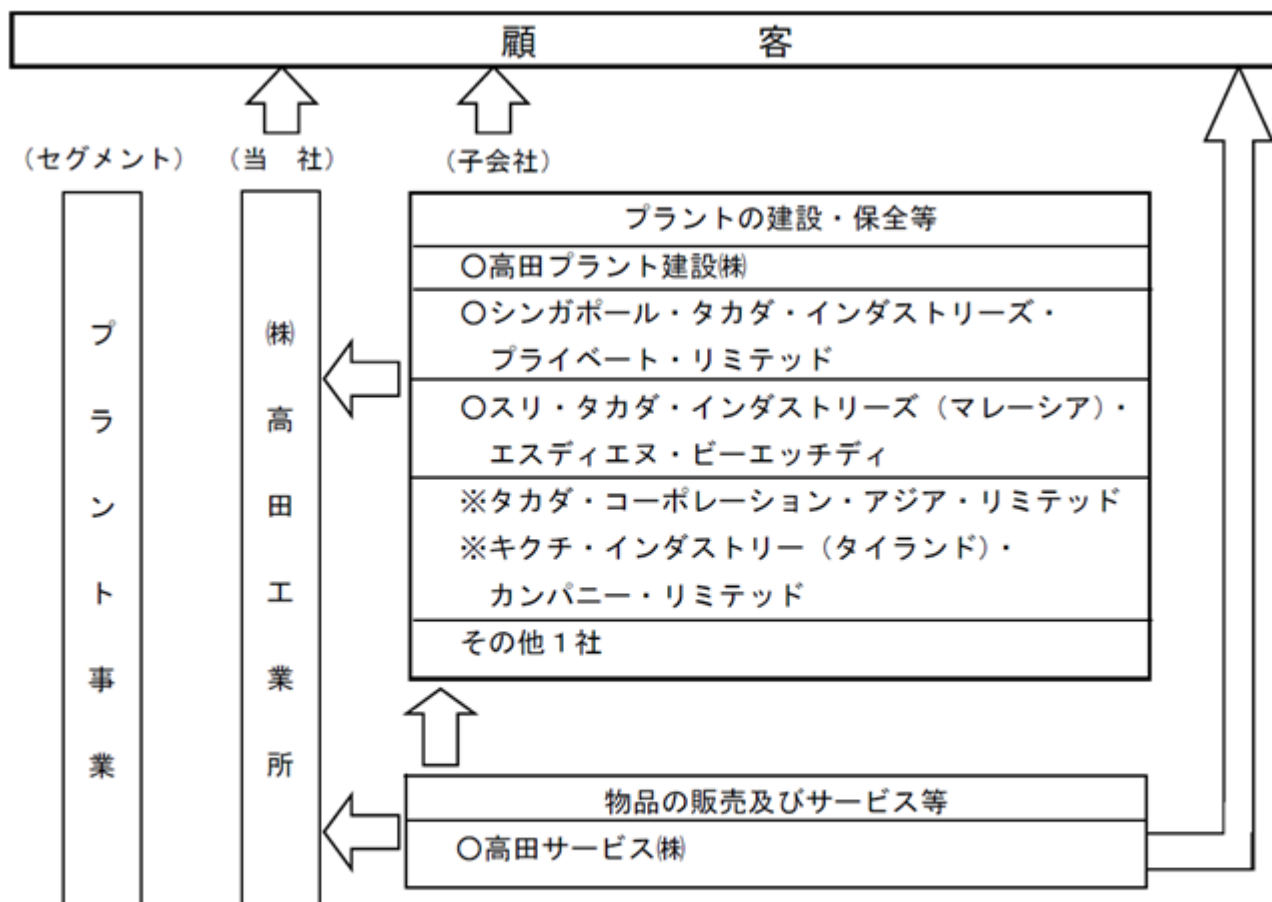 顧客
(セグメント)
(当 社)
(子会社)
プラント事業
㈱高田工業所
プラントの建設・保全等
○高田プラント建設㈱
○シンガポール・タカダ・インダストリーズ・
プライベート・リミテッド
○スリ・タカダ・インダストリーズ(マレーシア)・
エスディエヌ・ビーエッチディ
※タカダ・コーポレーション・アジア・リミテッド
※キクチ・インダストリー(タイランド)・
カンパニー・リミテッド
その他1社
物品の販売及びサービス等
○高田サービス㈱